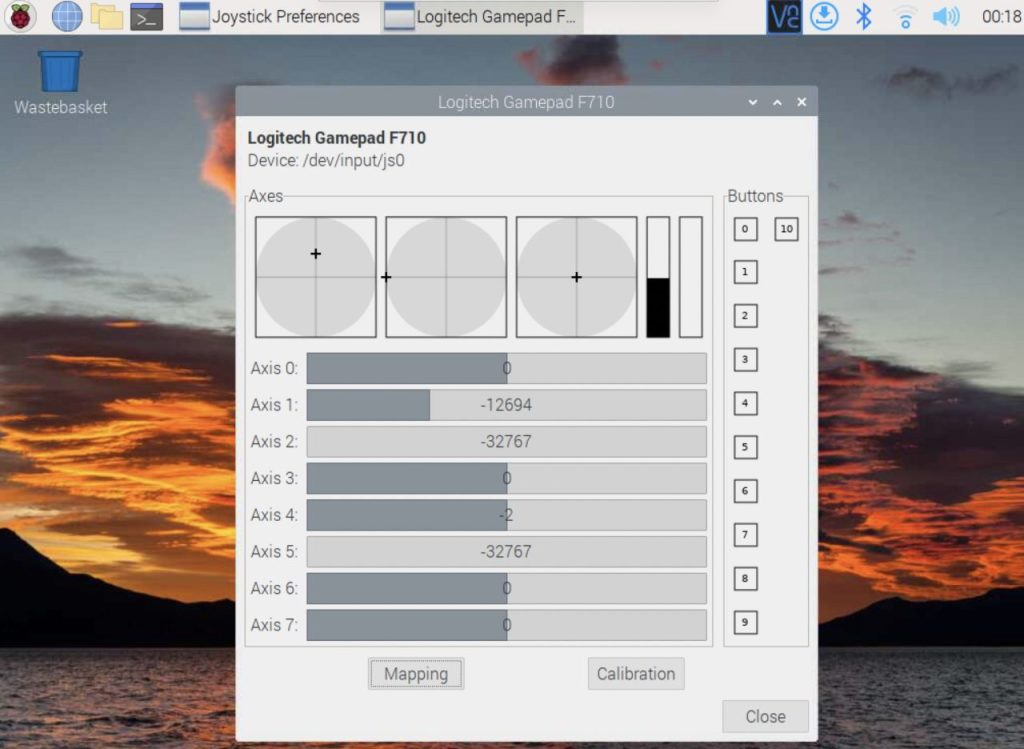 Joystick Preferences
Logitech Gamepad F...
00:18
Wastebasket
Logitech Gamepad F710
Logitech Gamepad F710
Device: /dev/input/js0
Axes
Buttons
0 10
1
2
3
4
5
6
7
8
9
Axis 0: 0
Axis 1: -12694
Axis 2: -32767
Axis 3: 0
Axis 4: -2
Axis 5: -32767
Axis 6: 0
Axis 7: 0
Mapping
Calibration
Close